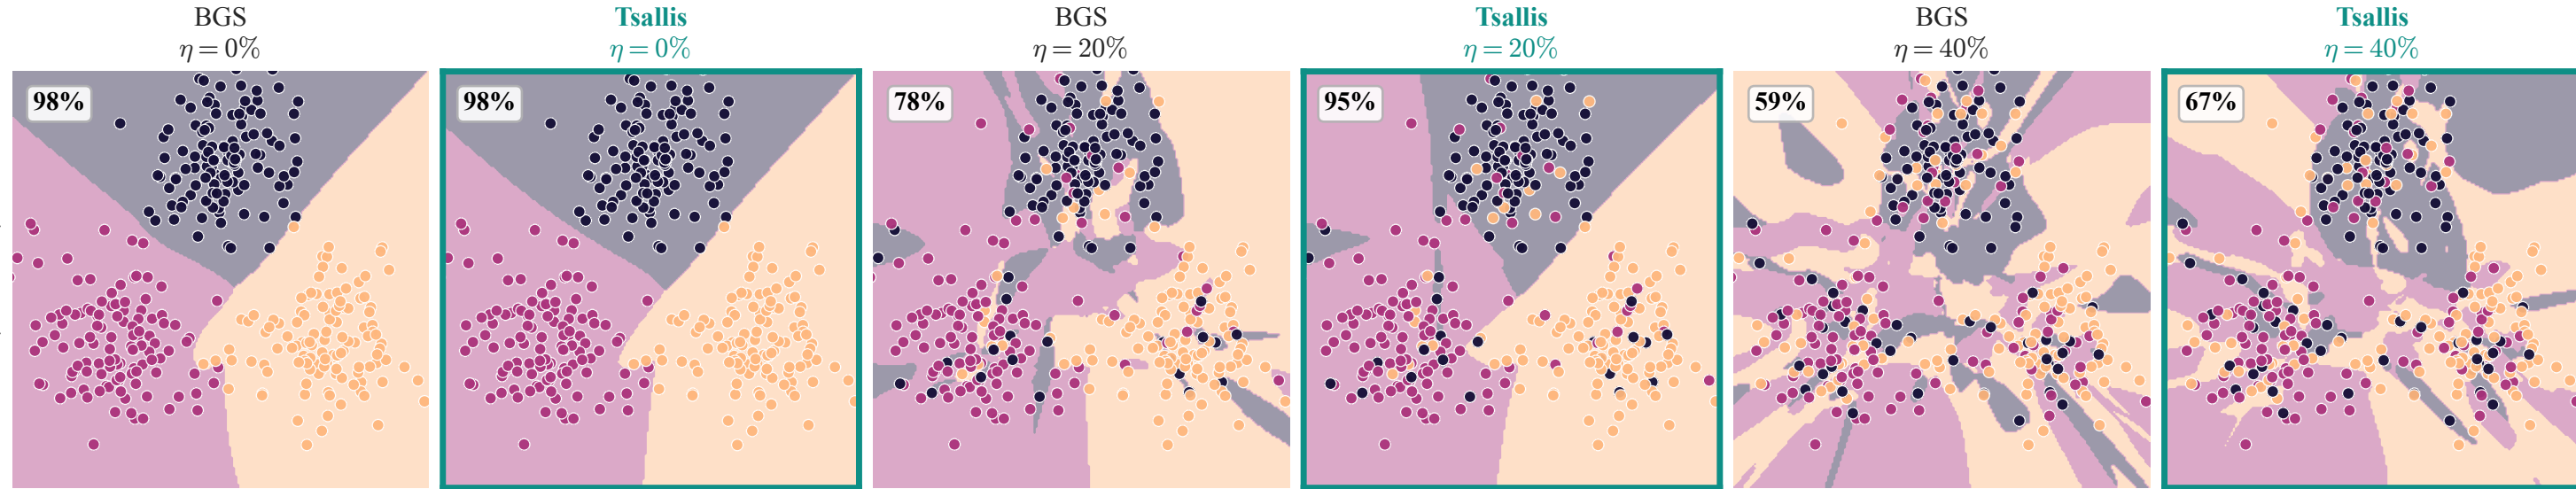 BGS
η = 0%
98%
Tsallis
η = 0%
98%
BGS
η = 20%
78%
Tsallis
η = 20%
95%
BGS
η = 40%
59%
Tsallis
η = 40%
67%